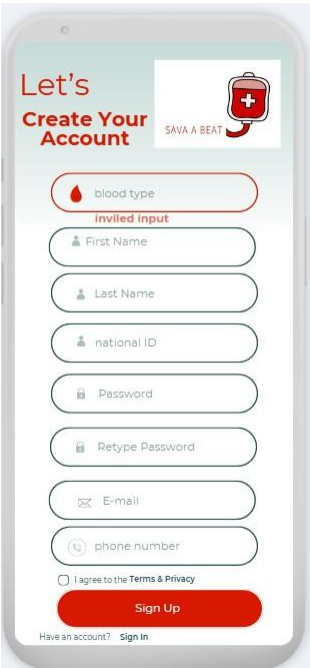 Let's
Create Your
Account
SAVA A BEAT
blood type
inviled input
First Name
Last Name
national ID
Password
Retype Password
E-mail
phone number
I agree to the Terms & Privacy
Sign Up
Have an account? Sign In